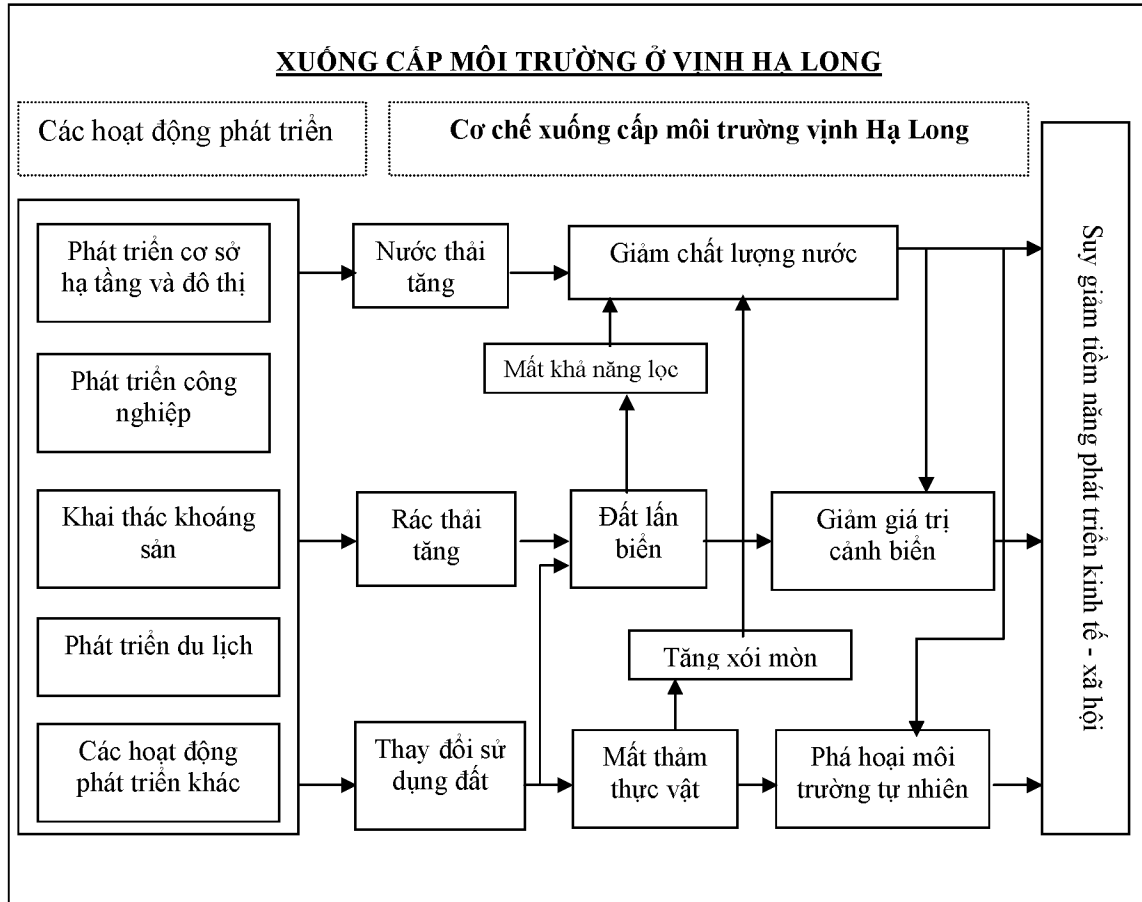 XUỐNG CẤP MÔI TRƯỜNG Ở VỊNH HẠ LONG
Các hoạt động phát triển
Cơ chế xuống cấp môi trường vịnh Hạ Long
Phát triển cơ sở
hạ tầng và đô thị
Phát triển công
nghiệp
Khai thác khoáng
sản
Phát triển du lịch
Các hoạt động
phát triển khác
Nước thải
tăng
Rác thải
tăng
Thay đổi sử
dụng đất
Giảm chất lượng nước
Mất khả năng lọc
Đất lấn
biển
Tăng xói mòn
Mất thảm
thực vật
Giảm giá trị
cảnh biển
Phá hoại môi
trường tự nhiên
Suy giảm tiềm năng phát triển kinh tế - xã hội